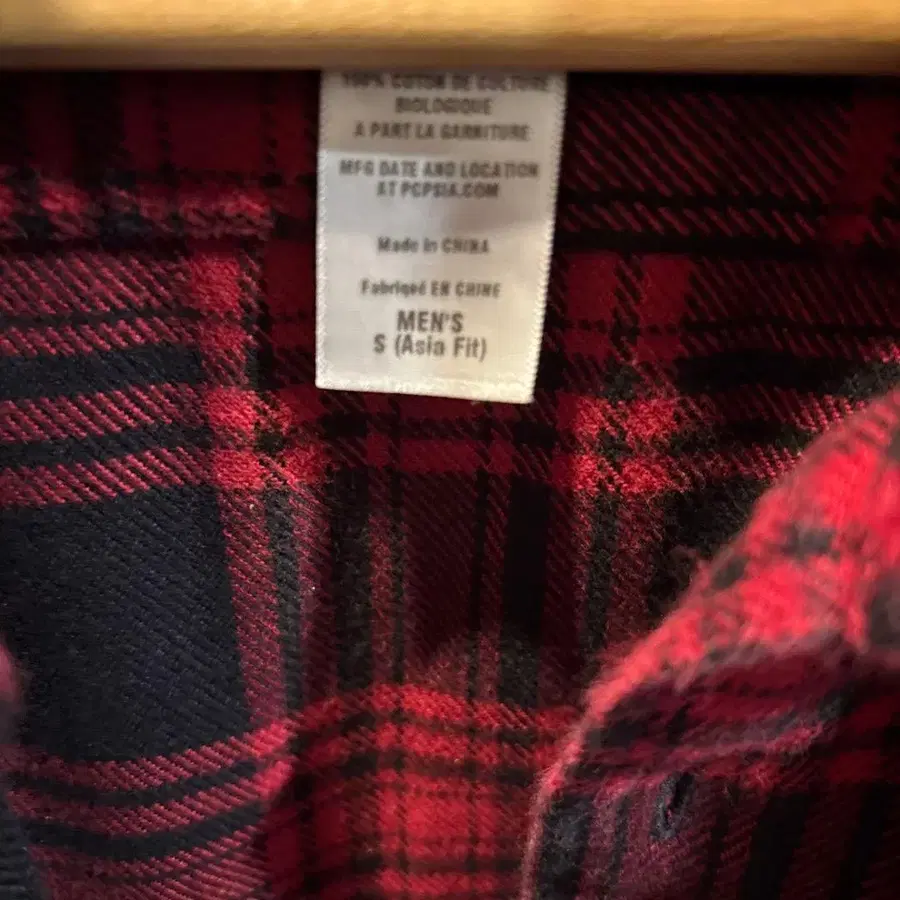 100% COTON DE CULTURE
BIOLOGIQUE
A PART LA GARNITURE
MFG DATE AND LOCATION
AT PCPSIA.COM
Made in CHINA
Fabriqué EN CHINE
MEN'S
S (Asia Fit)